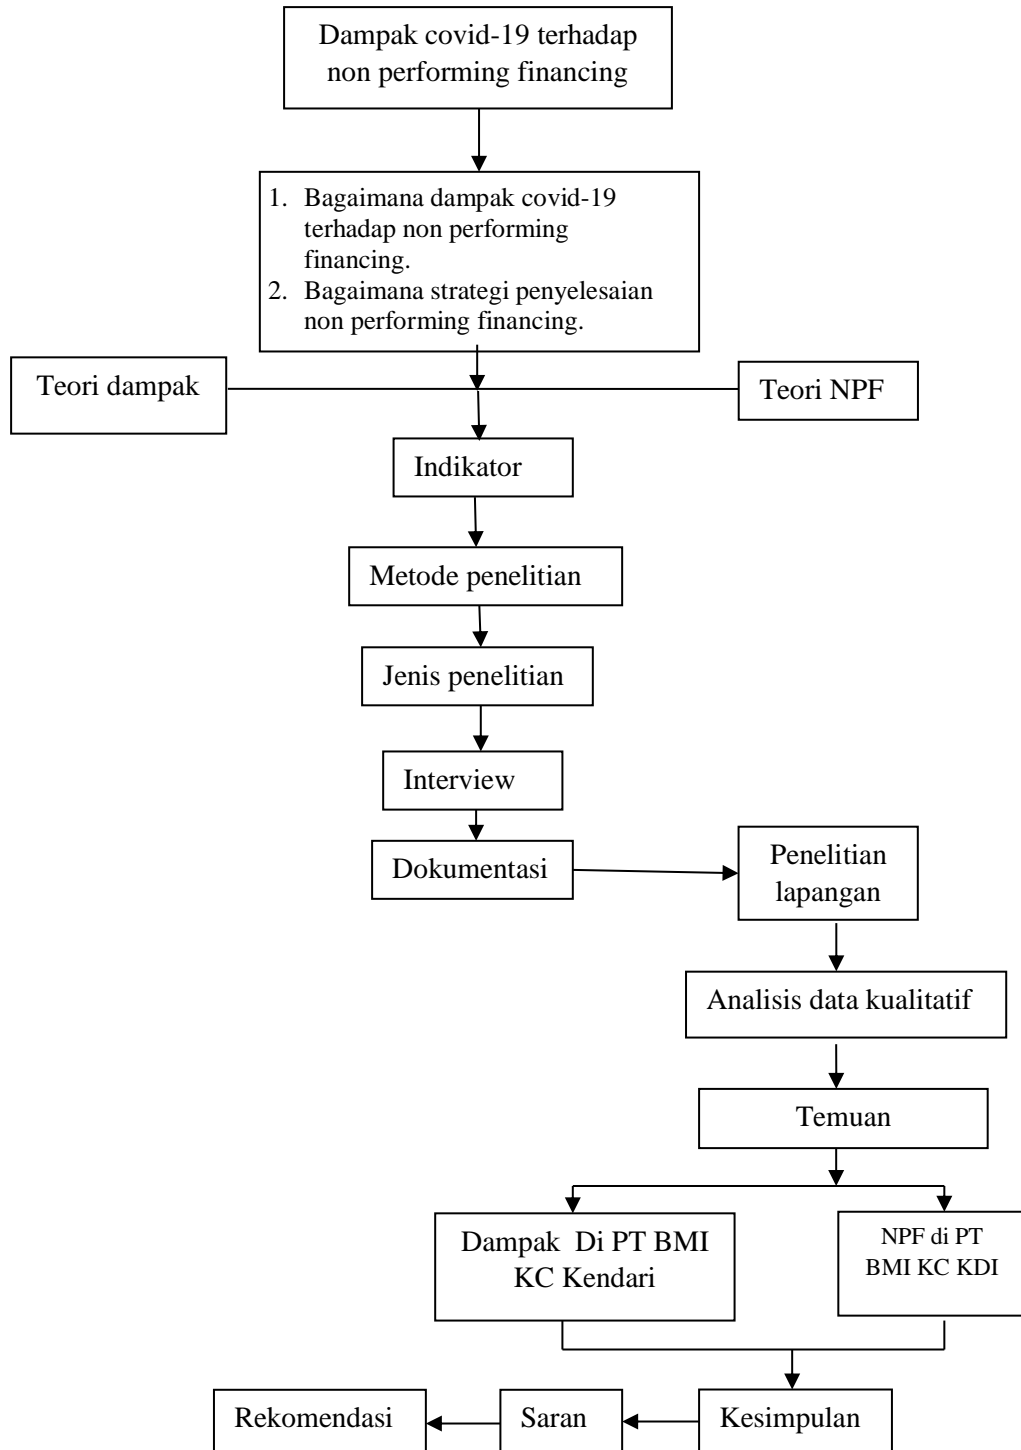 Dampak covid-19 terhadap
non performing financing
1. Bagaimana dampak covid-19
terhadap non performing
financing.
2. Bagaimana strategi penyelesaian
non performing financing.
Teori dampak
Teori NPF
Indikator
Metode penelitian
Jenis penelitian
Interview
Dokumentasi
Penelitian
lapangan
Analisis data kualitatif
Temuan
Dampak Di PT BMI
KC Kendari
NPF di PT
BMI KC KDI
Rekomendasi
Saran
Kesimpulan